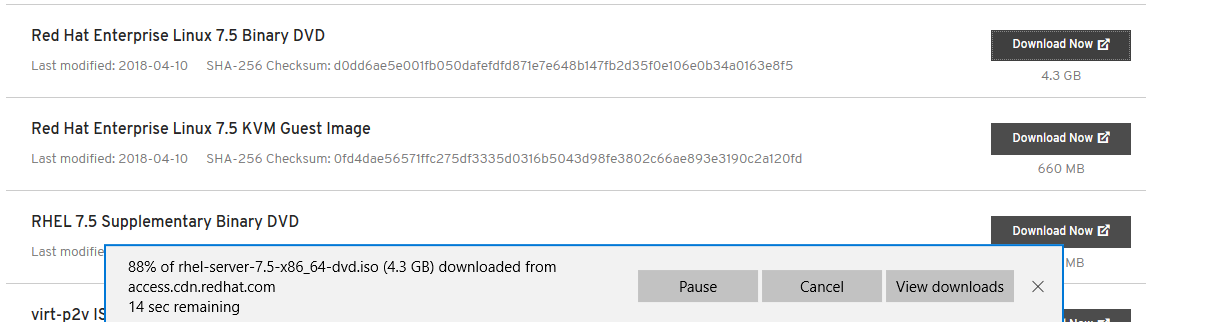 Red Hat Enterprise Linux 7.5 Binary DVD
Download Now
Last modified: 2018-04-10 SHA-256 Checksum: d0dd6ae5e001fb050dafefdfd871e7e648b147fb2d35f0e106e0b34a0163e8f5
4.3 GB
Red Hat Enterprise Linux 7.5 KVM Guest Image
Download Now
Last modified: 2018-04-10 SHA-256 Checksum: 0fd4dae56571ffc275df3335d0316b5043d98fe3802c66ae893e3190c2a120fd
660 MB
RHEL 7.5 Supplementary Binary DVD
Download Now
Last modifie
MB
88% of rhel-server-7.5-x86_64-dvd.iso (4.3 GB) downloaded from
access.cdn.redhat.com
14 sec remaining
Pause
Cancel
View downloads
virt-p2v IS